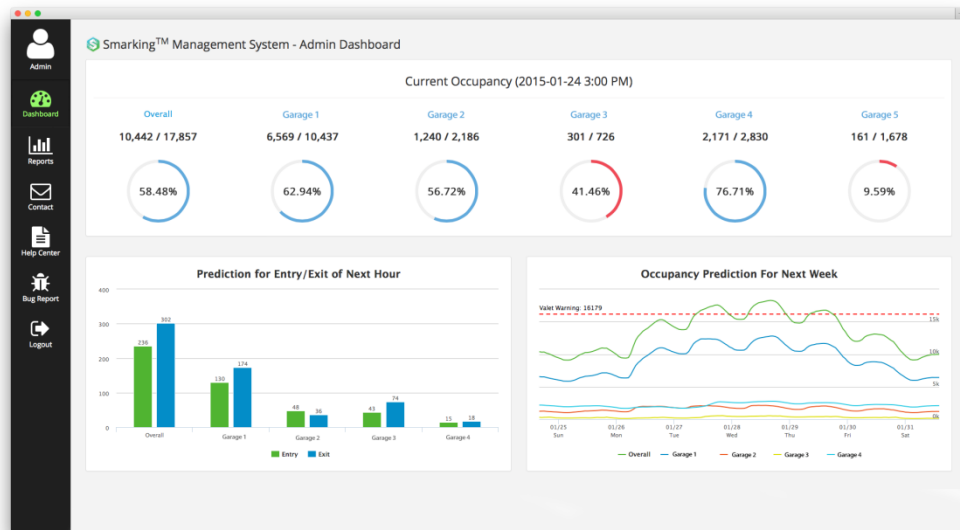 Admin
Dashboard
Reports
Contact
Help Center
Bug Report
Logout
Smarking™ Management System - Admin Dashboard
Current Occupancy (2015-01-24 3:00 PM)
Overall Garage 1 Garage 2 Garage 3 Garage 4 Garage 5
10,442 / 17,857 6,569 / 10,437 1,240 / 2,186 301 / 726 2,171 / 2,830 161 / 1,678
58.48% 62.94% 56.72% 41.46% 76.71% 9.59%
Prediction for Entry/Exit of Next Hour
400
300
200
100
0
236 302 130 174 48 36 43 74 15 18
Overall Garage 1 Garage 2 Garage 3 Garage 4
Entry Exit
Occupancy Prediction For Next Week
Valet Warning: 16179
15k
10k
5k
0k
01/25 01/26 01/27 01/28 01/29 01/30 01/31
Sun Mon Tue Wed Thu Fri Sat
Overall Garage 1 Garage 2 Garage 3 Garage 4